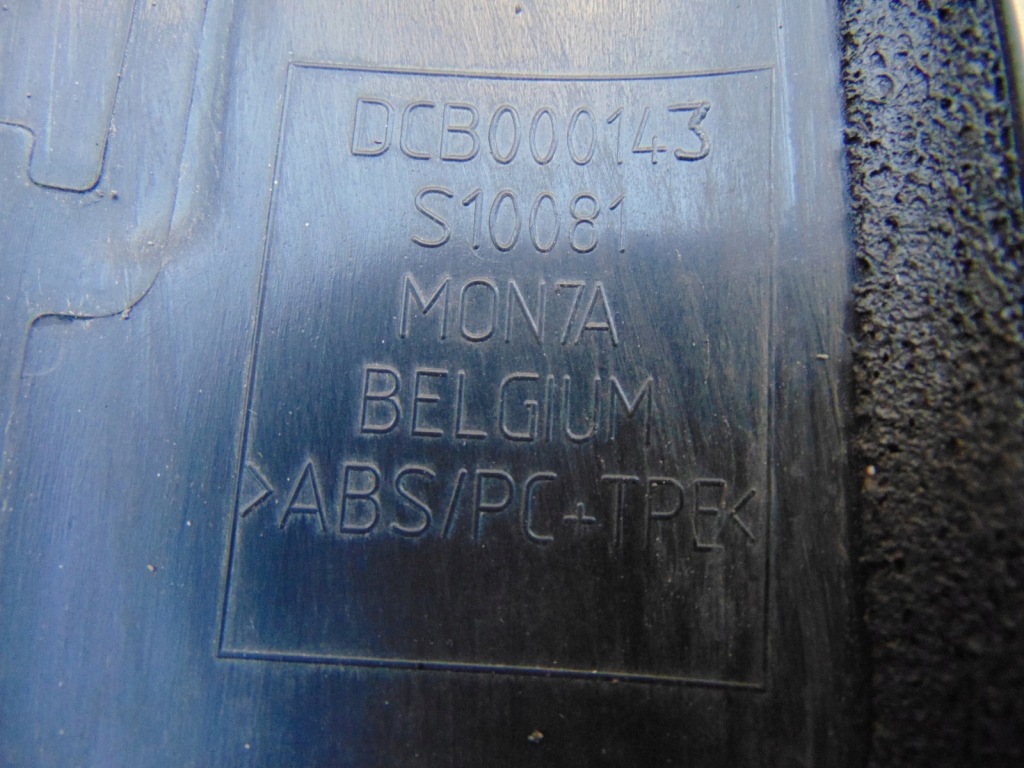 DCB000143
S10081
MON7A
BELGIUM
>ABS/PC+TPE<